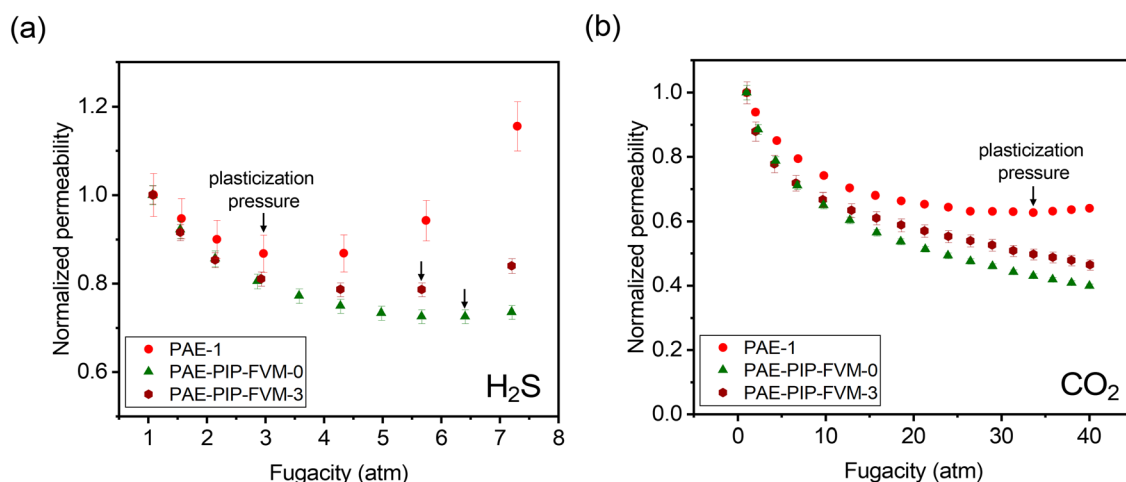 (a)
Normalized permeability
1.2
1.0
0.8
0.6
plasticization
pressure
PAE-1
PAE-PIP-FVM-0
PAE-PIP-FVM-3
H₂S
1 2 3 4 5 6 7 8
Fugacity (atm)
(b)
Normalized permeability
1.0
0.8
0.6
0.4
0.2
0.0
plasticization
pressure
PAE-1
PAE-PIP-FVM-0
PAE-PIP-FVM-3
CO₂
0 10 20 30 40
Fugacity (atm)